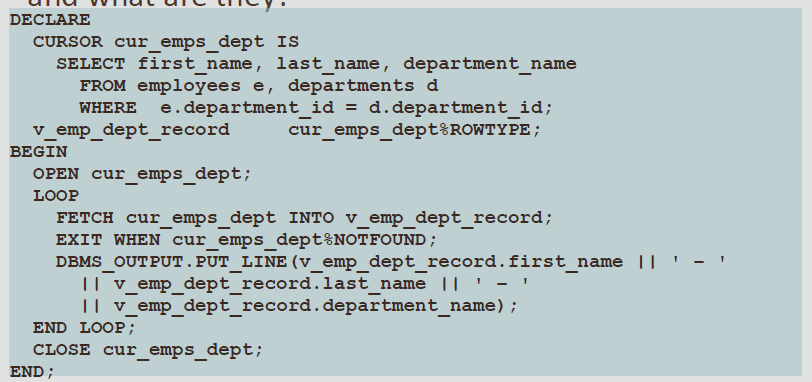 and what are they?
DECLARE
CURSOR cur_emps_dept IS
SELECT first_name, last_name, department_name
FROM employees e, departments d
WHERE e.department_id = d.department_id;
v_emp_dept_record cur_emps_dept%ROWTYPE;
BEGIN
OPEN cur_emps_dept;
LOOP
FETCH cur_emps_dept INTO v_emp_dept_record;
EXIT WHEN cur_emps_dept%NOTFOUND;
DBMS_OUTPUT.PUT_LINE(v_emp_dept_record.first_name || ' – '
|| v_emp_dept_record.last_name || ' – '
|| v_emp_dept_record.department_name);
END LOOP;
CLOSE cur_emps_dept;
END;